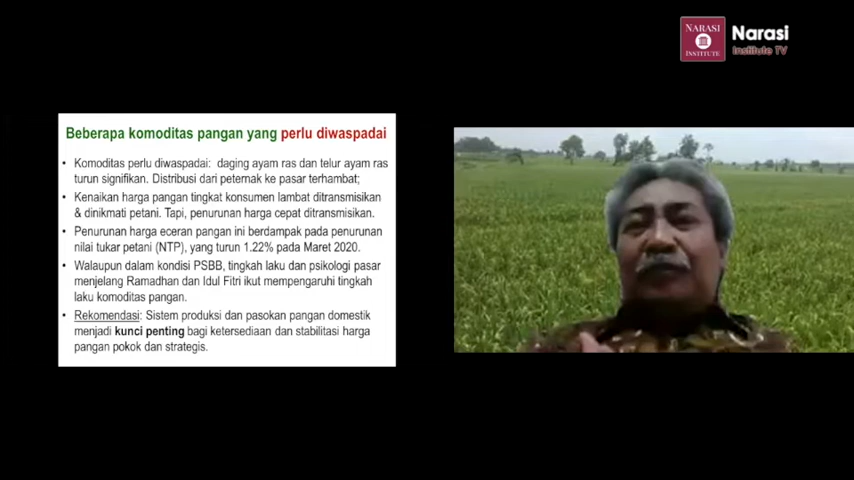 NARASI
INSTITUTE
Narasi
Institute TV
Beberapa komoditas pangan yang perlu diwaspadai
• Komoditas perlu diwaspadai: daging ayam ras dan telur ayam ras
turun signifikan. Distribusi dari peternak ke pasar terhambat;
• Kenaikan harga pangan tingkat konsumen lambat ditransmisikan
& dinikmati petani. Tapi, penurunan harga cepat ditransmisikan.
• Penurunan harga eceran pangan ini berdampak pada penurunan
nilai tukar petani (NTP), yang turun 1.22% pada Maret 2020.
• Walaupun dalam kondisi PSBB, tingkah laku dan psikologi pasar
menjelang Ramadhan dan Idul Fitri ikut mempengaruhi tingkah
laku komoditas pangan.
• Rekomendasi: Sistem produksi dan pasokan pangan domestik
menjadi kunci penting bagi ketersediaan dan stabilitas harga
pangan pokok dan strategis.